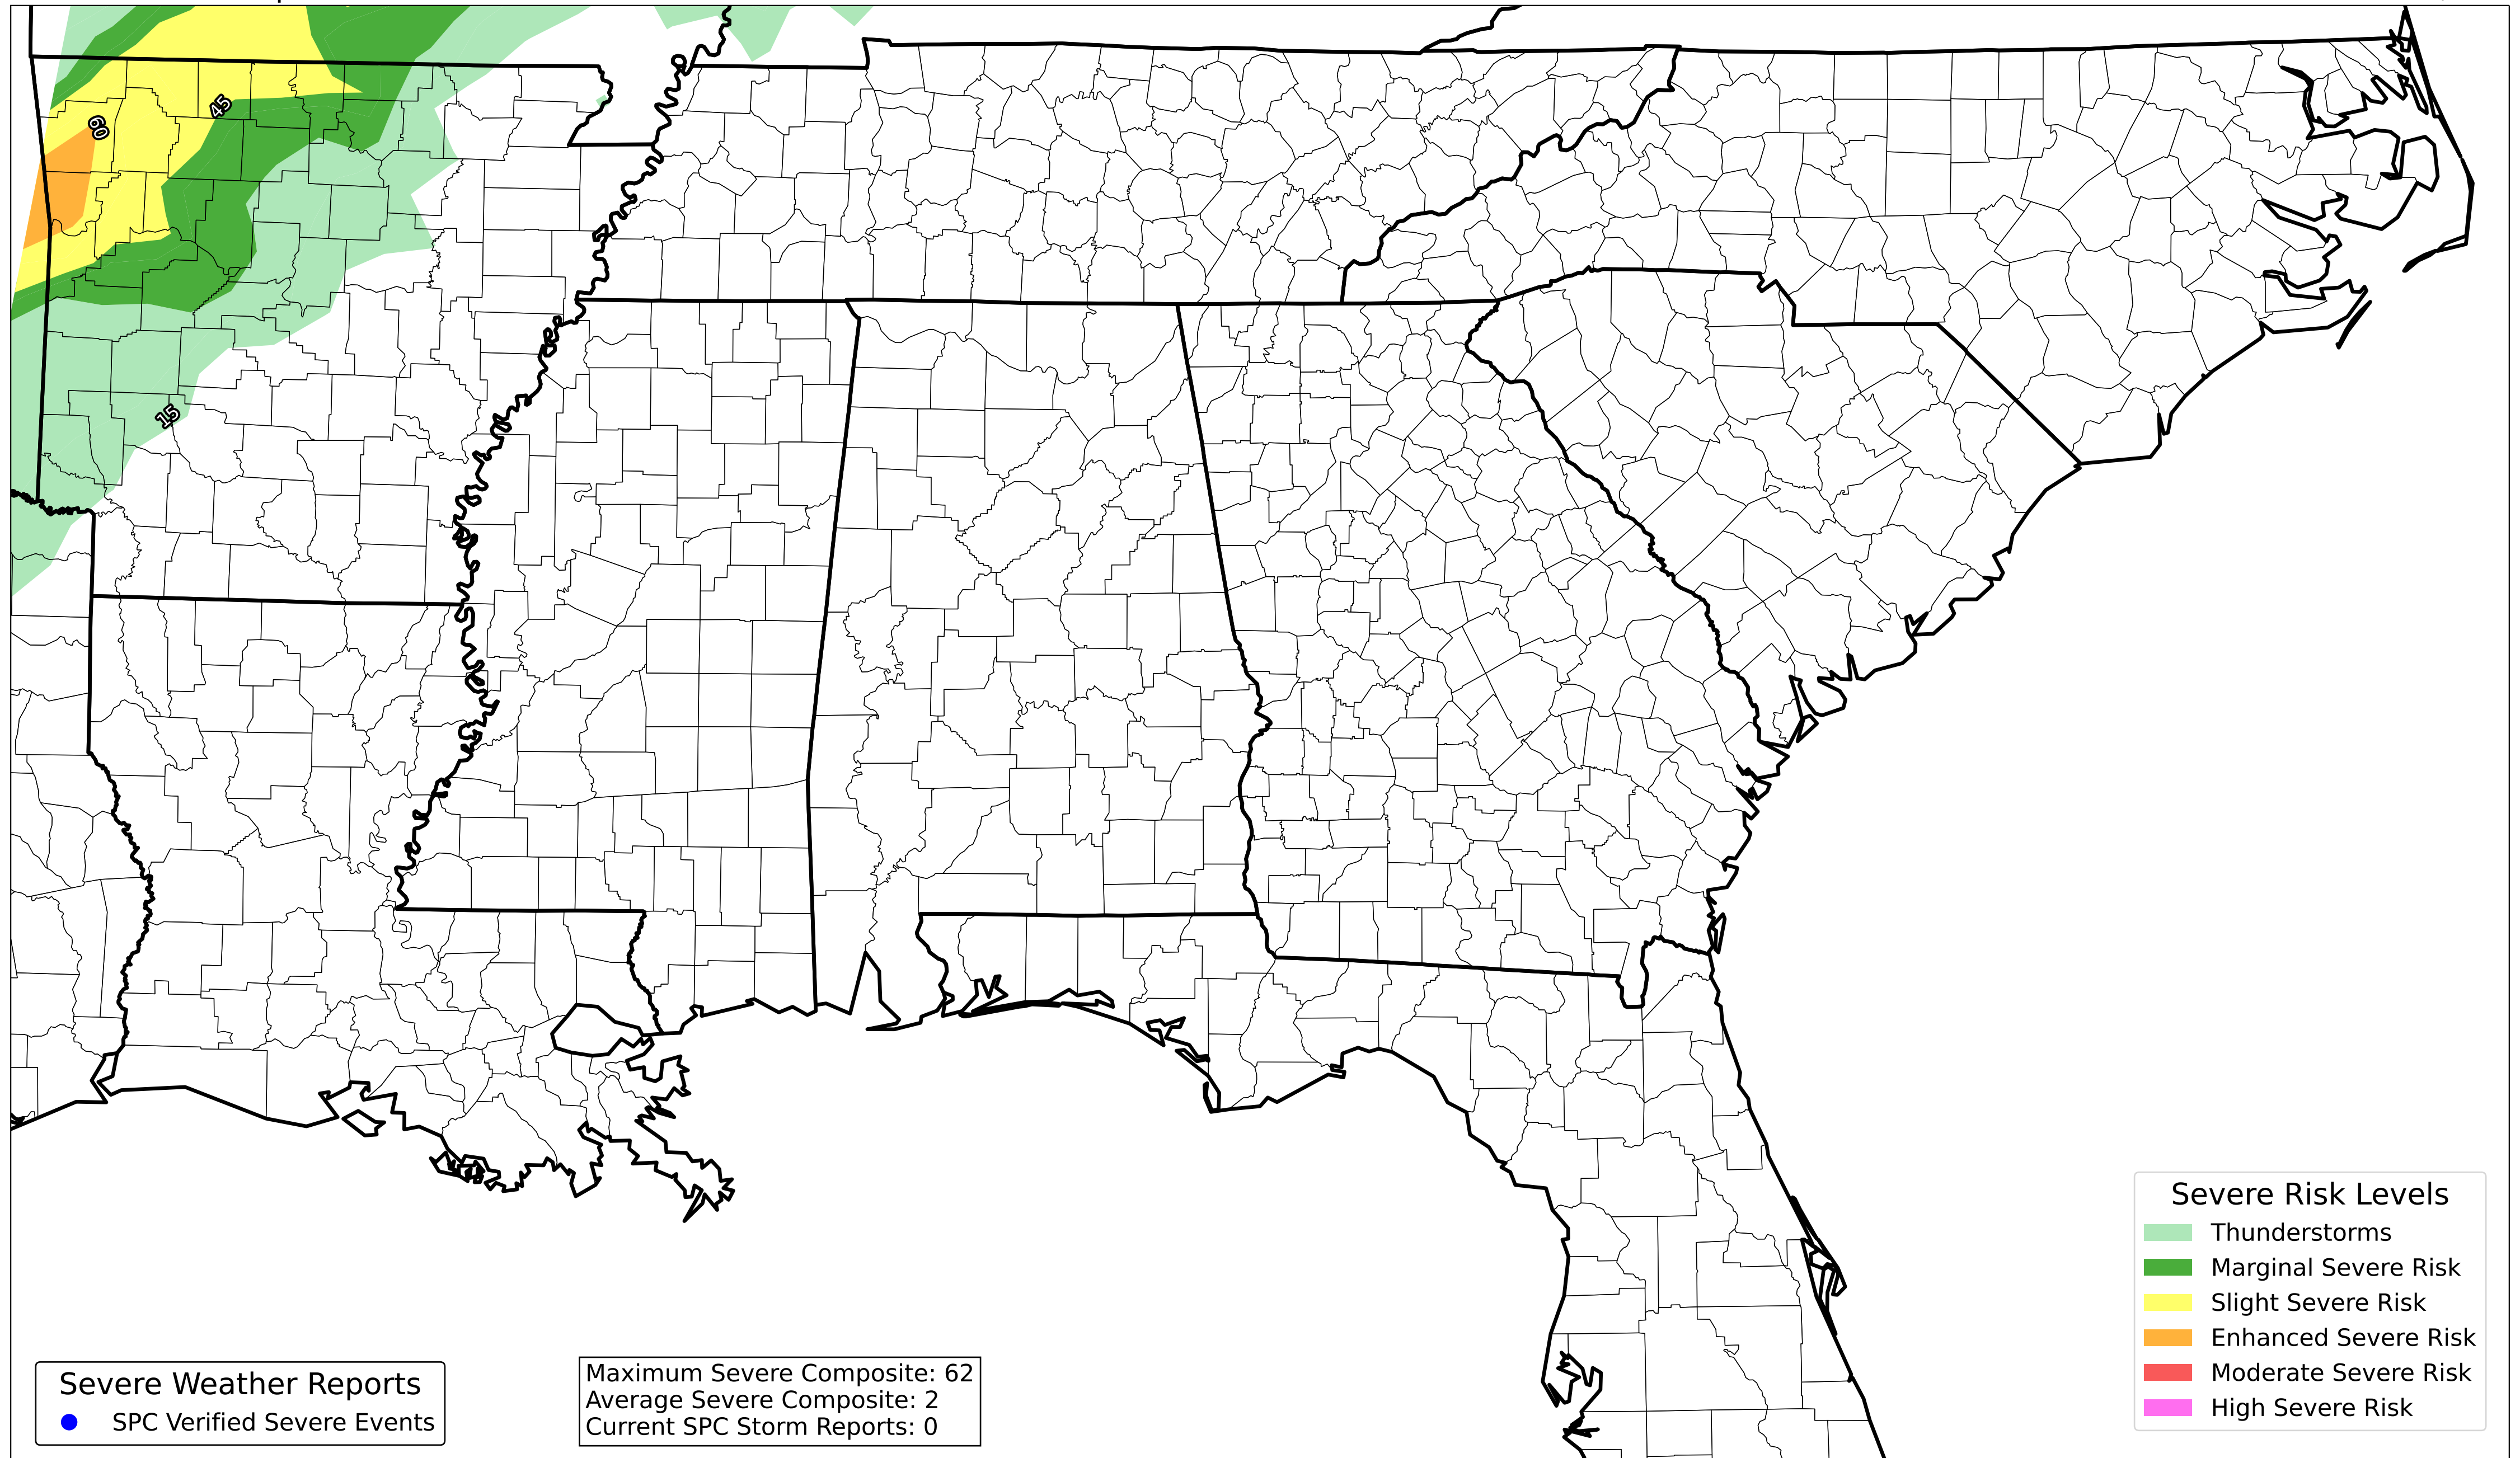 45
60
15
Severe Risk Levels
Thunderstorms
Marginal Severe Risk
Slight Severe Risk
Enhanced Severe Risk
Moderate Severe Risk
High Severe Risk
Severe Weather Reports
SPC Verified Severe Events
Maximum Severe Composite: 62
Average Severe Composite: 2
Current SPC Storm Reports: 0